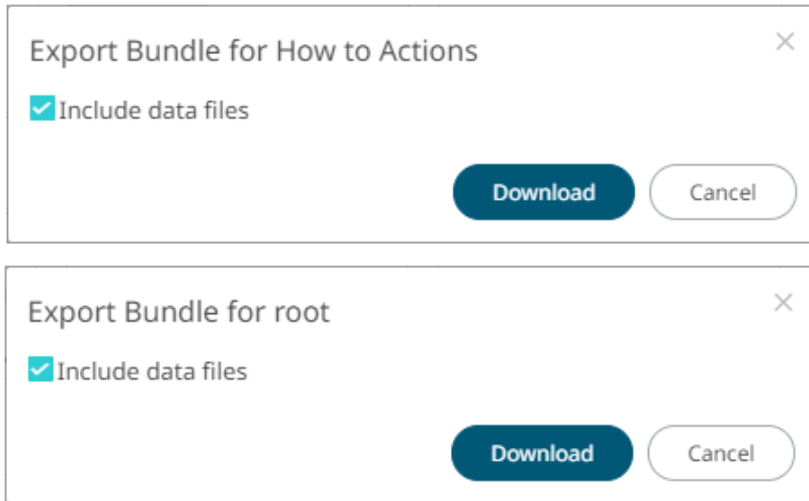 Export Bundle for How to Actions
Include data files
Download Cancel
Export Bundle for root
Include data files
Download Cancel